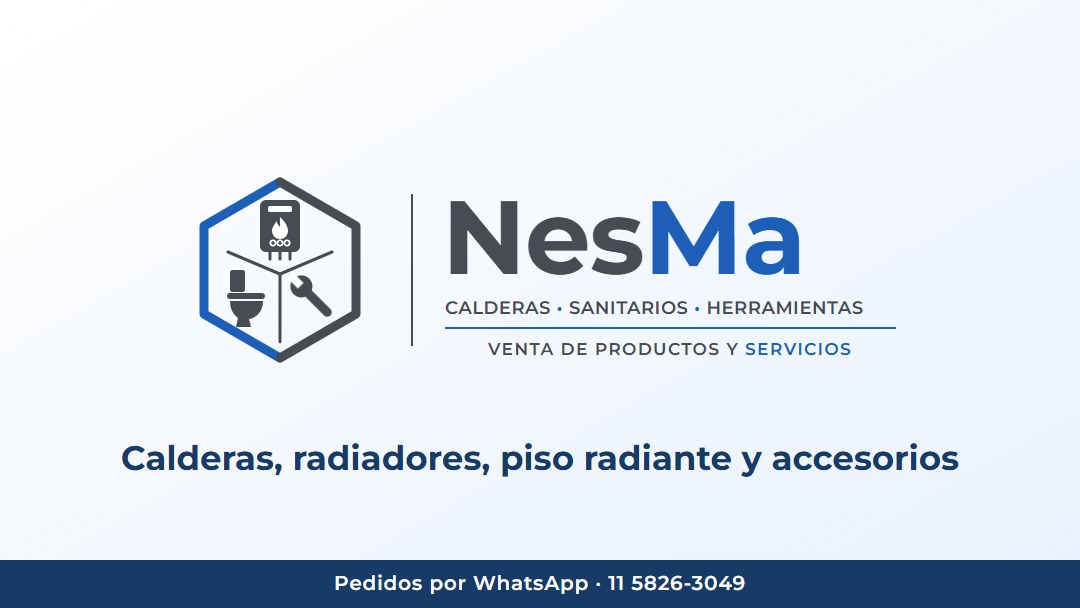 NesMa
CALDERAS • SANITARIOS • HERRAMIENTAS
VENTA DE PRODUCTOS Y SERVICIOS
Calderas, radiadores, piso radiante y accesorios
Pedidos por WhatsApp · 11 5826-3049